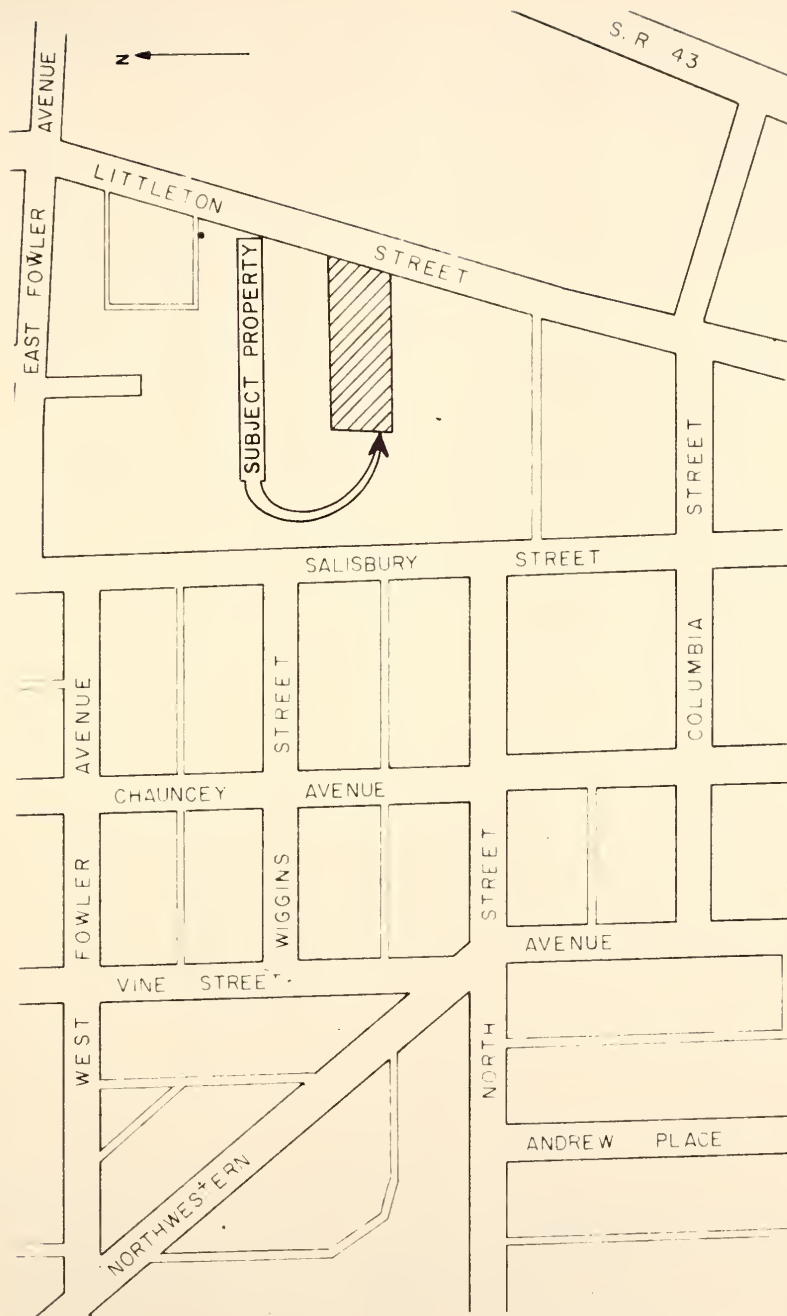 S.R 43
N
AVENUE
EAST FOWLER
LITTLETON
STREET
SUBJECT PROPERTY
SALISBURY STREET
STREET
COLUMBIA
AVENUE
STREET
CHAUNCEY AVENUE
FOWLER
WIGGINS
STREET
AVENUE
VINE STREET
WEST
NORTH
NORTHWESTERN
ANDREW PLACE